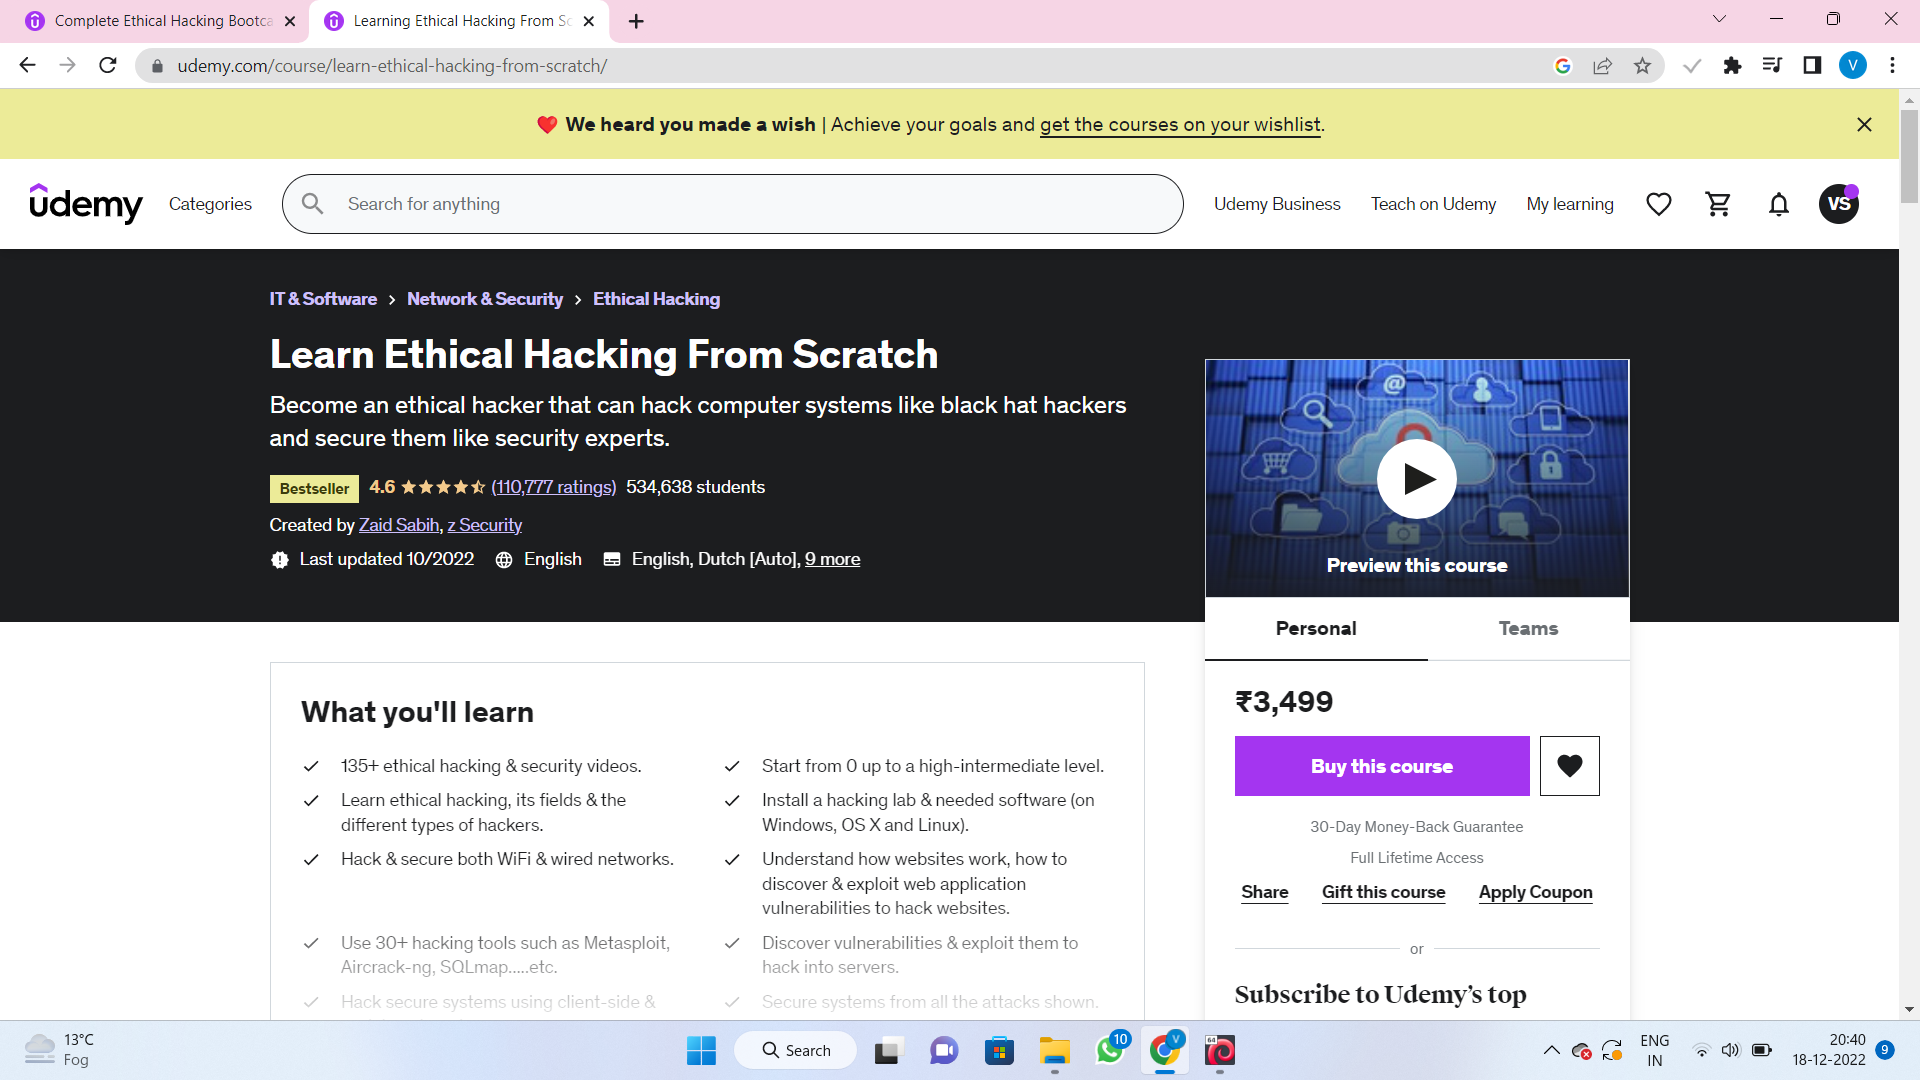 Complete Ethical Hacking Bootca
Learning Ethical Hacking From Sc
udemy.com/course/learn-ethical-hacking-from-scratch/
V
We heard you made a wish | Achieve your goals and get the courses on your wishlist.
udemy
Categories
Search for anything
Udemy Business
Teach on Udemy
My learning
VS
IT & Software > Network & Security > Ethical Hacking
Learn Ethical Hacking From Scratch
Become an ethical hacker that can hack computer systems like black hat hackers
and secure them like security experts.
Bestseller 4.6 (110,777 ratings) 534,638 students
Created by Zaid Sabih, z Security
Last updated 10/2022 English English, Dutch [Auto], 9 more
Preview this course
Personal
Teams
₹3,499
Buy this course
30-Day Money-Back Guarantee
Full Lifetime Access
Share
Gift this course
Apply Coupon
or
Subscribe to Udemy’s top
What you'll learn
135+ ethical hacking & security videos.
Learn ethical hacking, its fields & the
different types of hackers.
Hack & secure both WiFi & wired networks.
Use 30+ hacking tools such as Metasploit,
Aircrack-ng, SQLmap.....etc.
Hack secure systems using client-side &
Start from 0 up to a high-intermediate level.
Install a hacking lab & needed software (on
Windows, OS X and Linux).
Understand how websites work, how to
discover & exploit web application
vulnerabilities to hack websites.
Discover vulnerabilities & exploit them to
hack into servers.
Secure systems from all the attacks shown.
13°C
Fog
Search
10
V
64
ENG
IN
20:40
18-12-2022
9